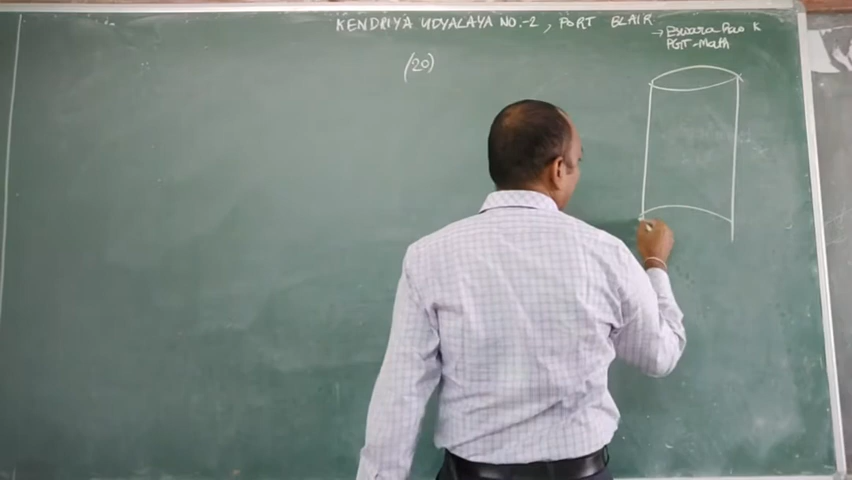 KENDRIYA VIDYALAYA NO.-2, PORT BLAIR
→ Eswara Rao K
PGT-Math
(20)